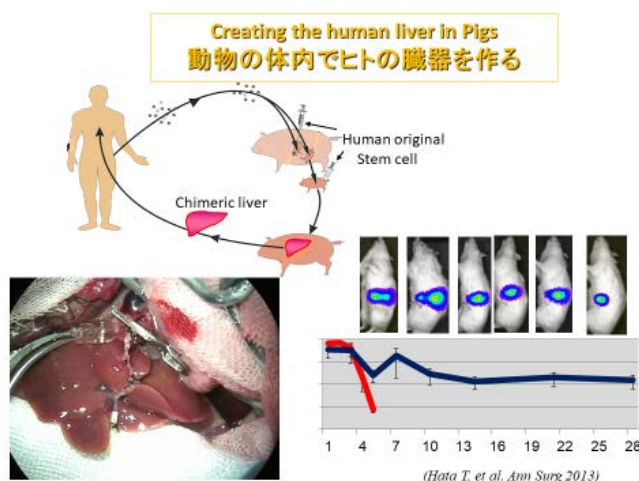 Creating the human liver in Pigs
動物の体内でヒトの臓器を作る
Human original
Stem cell
Chimeric liver
1 4 7 10 13 16 19 22 25 28
(Hata T. et al. Ann Surg 2013)